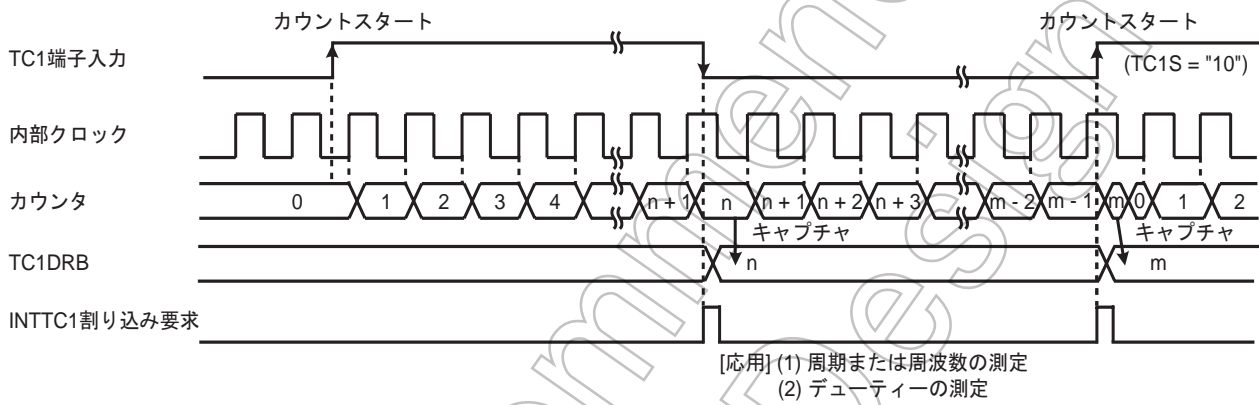 カウントスタート カウントスタート
TC1端子入力 (TC1S = "10")
内部クロック
カウンタ 0 1 2 3 4 n + 1 n n + 1 n + 2 n + 3 m - 2 m - 1 m 0 1 2
キャプチャ キャプチャ
TC1DRB n m
INTTC1割り込み要求
[応用] (1) 周期または周波数の測定
(2) デューティーの測定